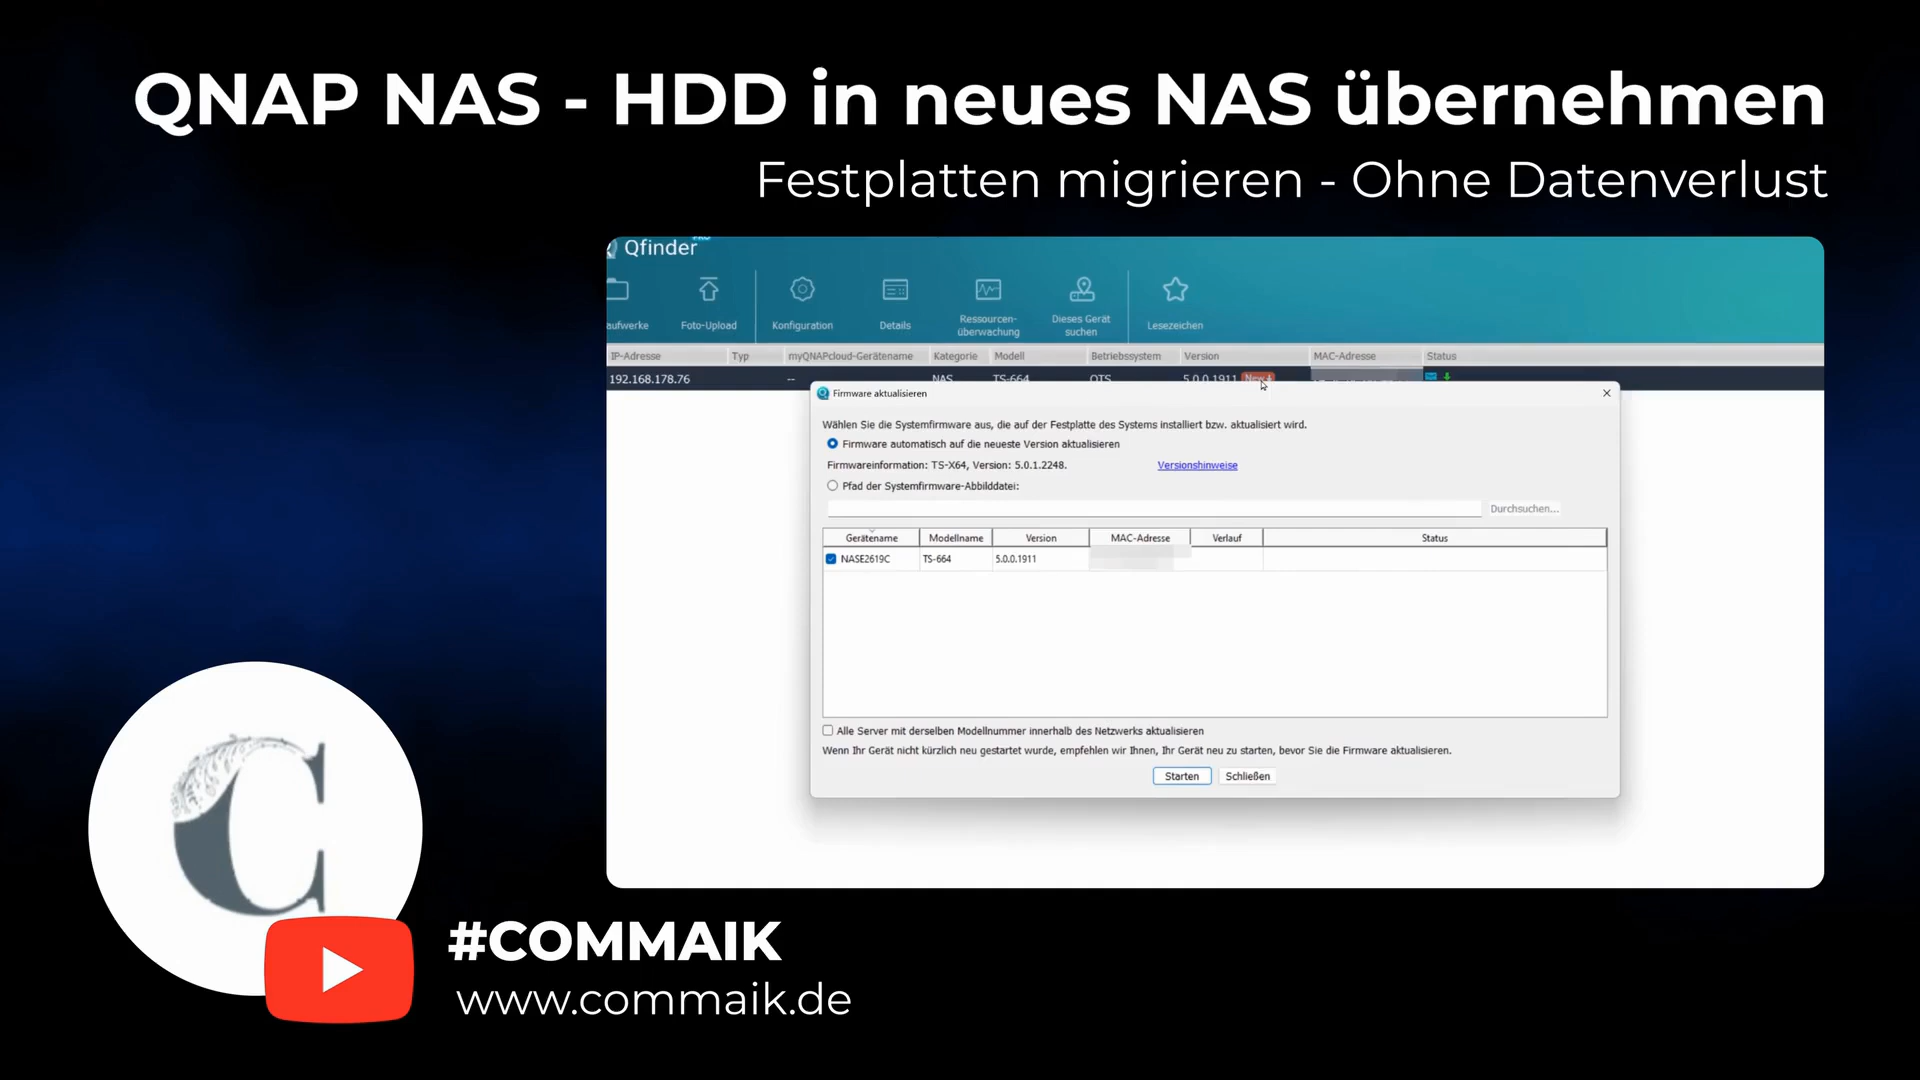 QNAP NAS - HDD in neues NAS übernehmen
Festplatten migrieren - Ohne Datenverlust
Qfinder PRO
aufwerke
Foto-Upload
Konfiguration
Details
Ressourcen-
überwachung
Dieses Gerät
suchen
Lesezeichen
IP-Adresse Typ myQNAPcloud-Gerätename Kategorie Modell Betriebssystem Version MAC-Adresse Status
192.168.178.76 -- NAS TS-664 QTS 5.0.0.1911 New
Firmware aktualisieren
Wählen Sie die Systemfirmware aus, die auf der Festplatte des Systems installiert bzw. aktualisiert wird.
Firmware automatisch auf die neueste Version aktualisieren
Firmwareinformation: TS-X64, Version: 5.0.1.2248. Versionshinweise
Pfad der Systemfirmware-Abbilddatei:
Durchsuchen...
Gerätename Modellname Version MAC-Adresse Verlauf Status
NASE2619C TS-664 5.0.0.1911
Alle Server mit derselben Modellnummer innerhalb des Netzwerks aktualisieren
Wenn Ihr Gerät nicht kürzlich neu gestartet wurde, empfehlen wir Ihnen, Ihr Gerät neu zu starten, bevor Sie die Firmware aktualisieren.
Starten Schließen
C
#COMMAIK
www.commaik.de